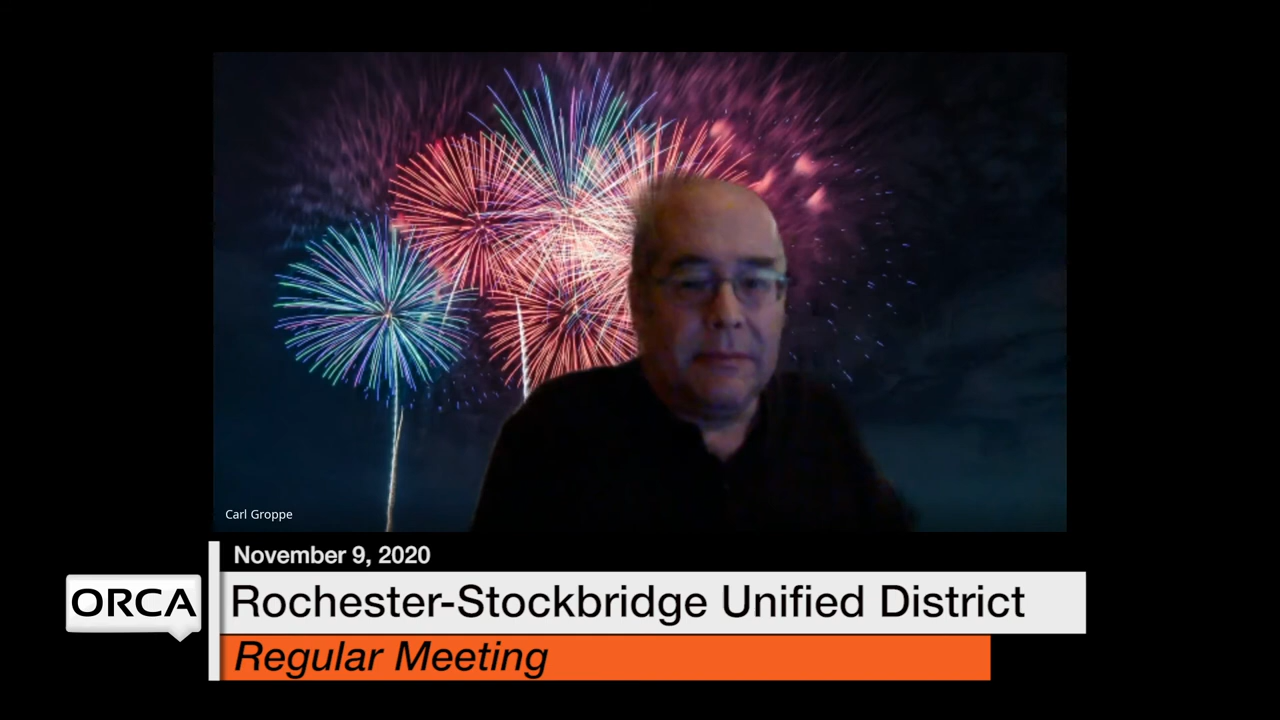 Carl Groppe
November 9, 2020
ORCA
Rochester-Stockbridge Unified District
Regular Meeting